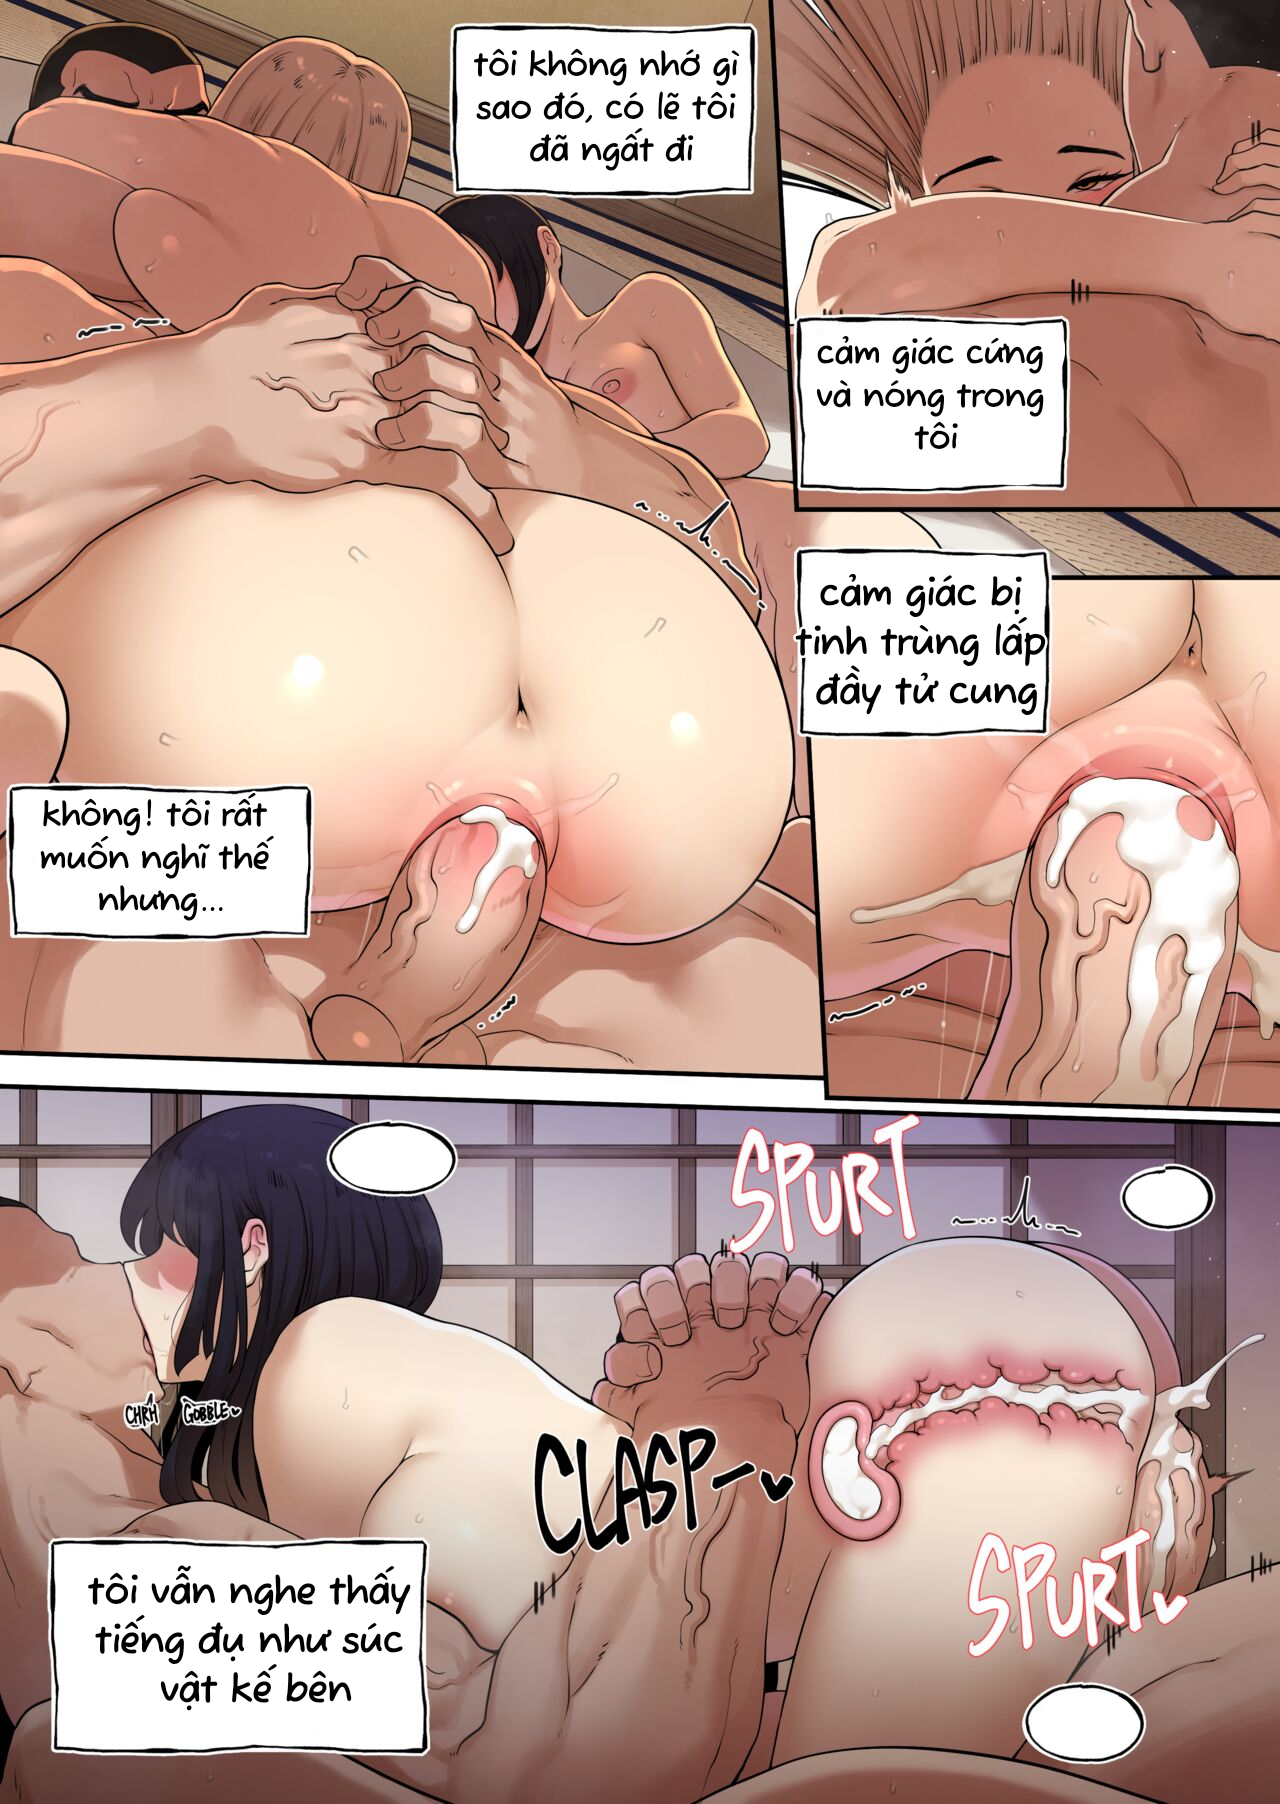 tôi không nhớ gì
sao đó, có lẽ tôi
đã ngất đi
cảm giác cứng
và nóng trong
tôi
cảm giác bị
tinh trùng lấp
đầy tử cung
không! tôi rất
muốn nghĩ thế
nhưng...
SPURT
CHRH
GOBBLE
CLASP
SPURT
tôi vẫn nghe thấy
tiếng đụ như súc
vật kế bên